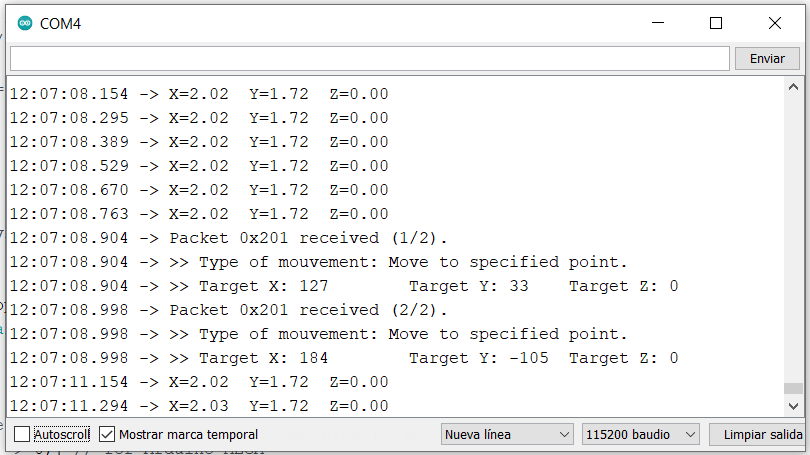 COM4
Enviar
12:07:08.154 -> X=2.02  Y=1.72  Z=0.00
12:07:08.295 -> X=2.02  Y=1.72  Z=0.00
12:07:08.389 -> X=2.02  Y=1.72  Z=0.00
12:07:08.529 -> X=2.02  Y=1.72  Z=0.00
12:07:08.670 -> X=2.02  Y=1.72  Z=0.00
12:07:08.763 -> X=2.02  Y=1.72  Z=0.00
12:07:08.904 -> Packet 0x201 received (1/2).
12:07:08.904 -> >> Type of mouvement: Move to specified point.
12:07:08.904 -> >> Target X: 127        Target Y: 33    Target Z: 0
12:07:08.998 -> Packet 0x201 received (2/2).
12:07:08.998 -> >> Type of mouvement: Move to specified point.
12:07:08.998 -> >> Target X: 184        Target Y: -105  Target Z: 0
12:07:11.154 -> X=2.02  Y=1.72  Z=0.00
12:07:11.294 -> X=2.03  Y=1.72  Z=0.00
Autoscroll Mostrar marca temporal Nueva línea 115200 baudio Limpiar salida